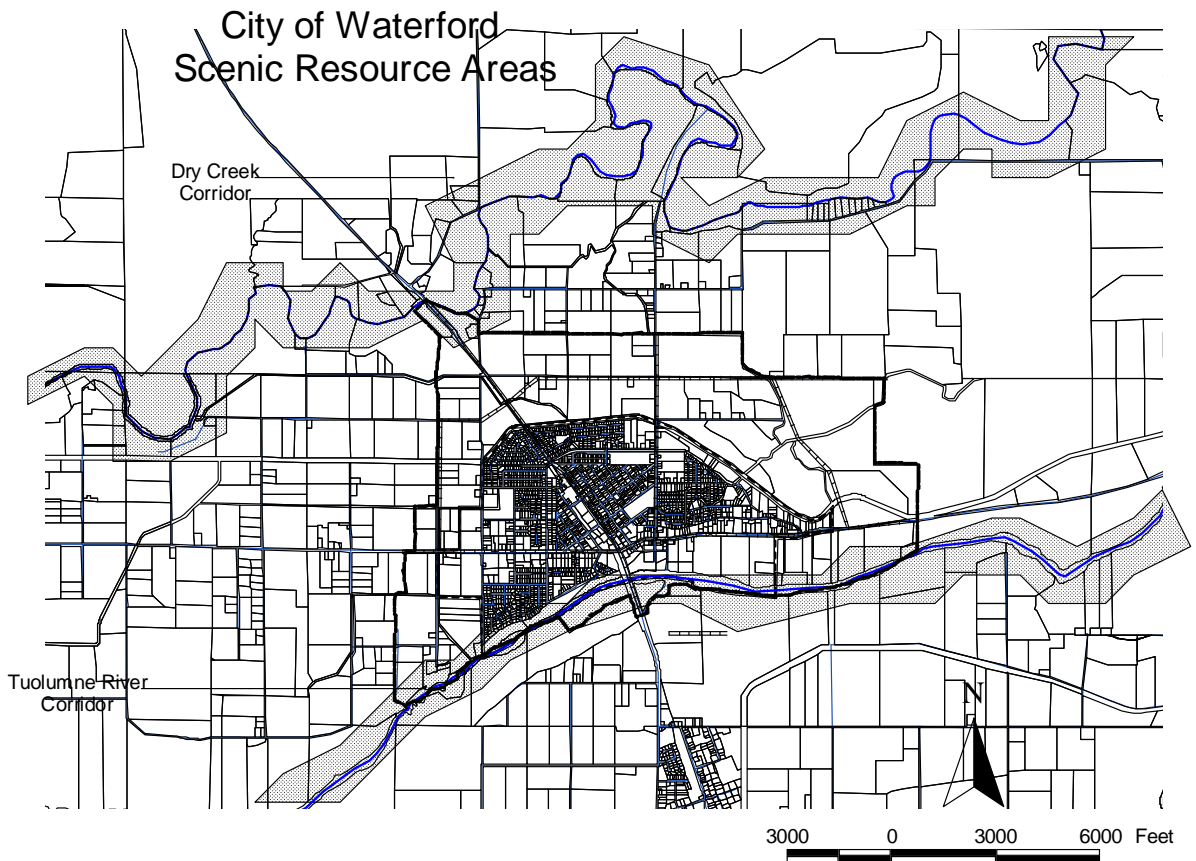 City of Waterford
Scenic Resource Areas
Dry Creek
Corridor
Tuolumne River
Corridor
N
3000 0 3000 6000 Feet